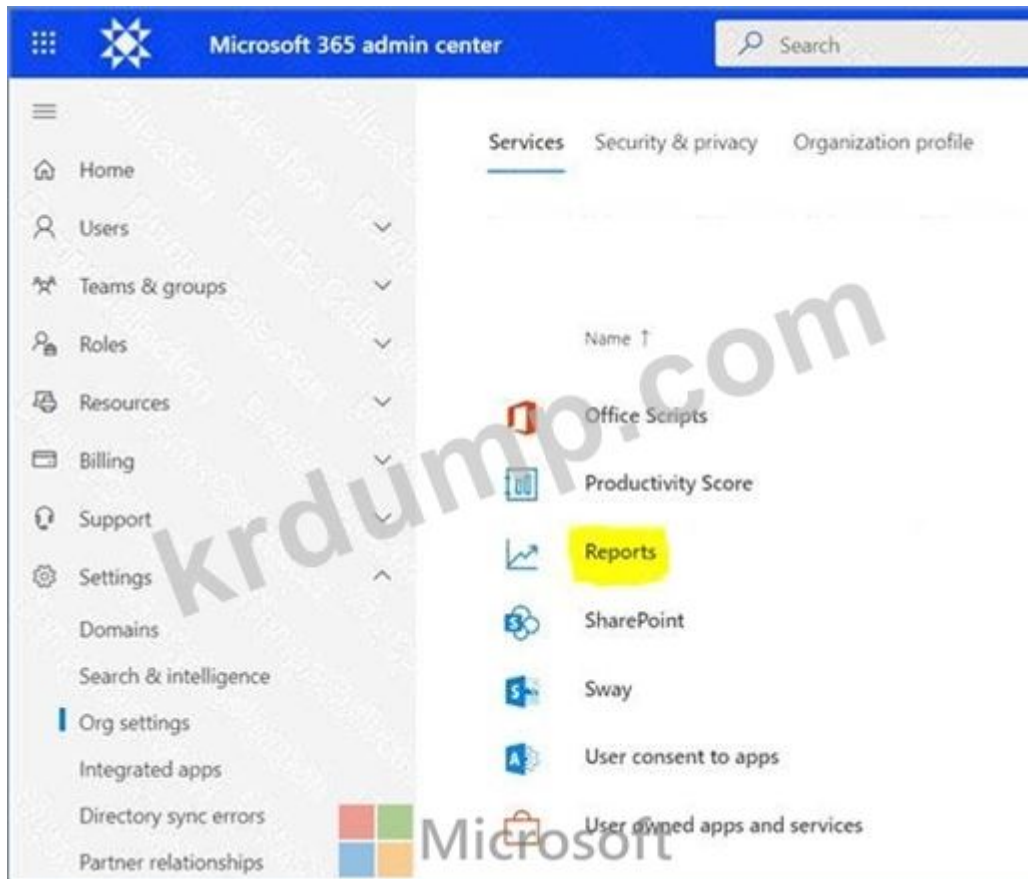 Microsoft 365 admin center
Search
Home
Users
Teams & groups
Roles
Resources
Billing
Support
Settings
Domains
Search & intelligence
Org settings
Integrated apps
Directory sync errors
Partner relationships
Services Security & privacy Organization profile
Name ↑
Office Scripts
Productivity Score
Reports
SharePoint
Sway
User consent to apps
User owned apps and services
krdump.com
Microsoft